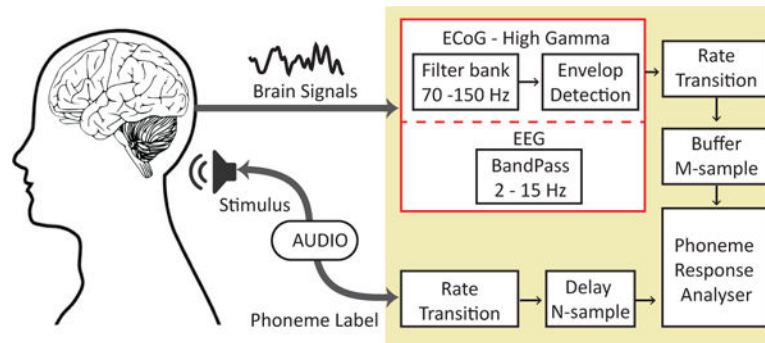 ECoG - High Gamma
Filter bank
70 -150 Hz
Envelop
Detection
Rate
Transition
Brain Signals
EEG
BandPass
2 - 15 Hz
Buffer
M-sample
Stimulus
AUDIO
Phoneme
Response
Analyser
Phoneme Label
Rate
Transition
Delay
N-sample